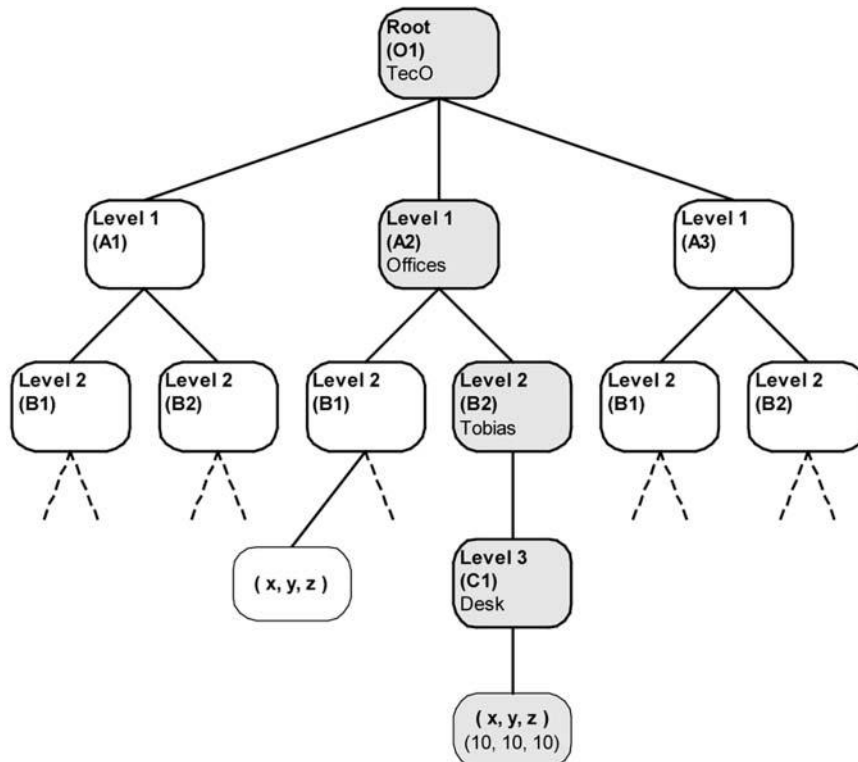 Root
(O1)
TecO
Level 1
(A1)
Level 1
(A2)
Offices
Level 1
(A3)
Level 2
(B1)
Level 2
(B2)
Level 2
(B1)
Level 2
(B2)
Tobias
Level 2
(B1)
Level 2
(B2)
( x, y, z )
Level 3
(C1)
Desk
( x, y, z )
(10, 10, 10)